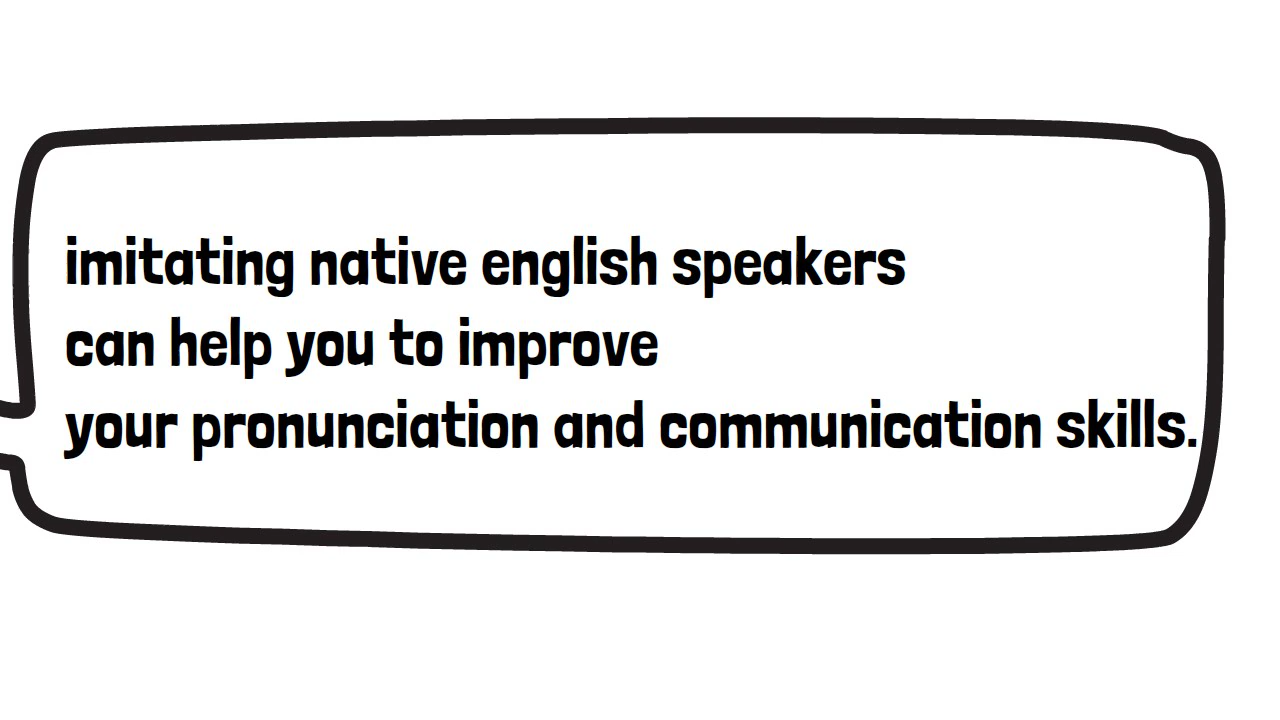 imitating native english speakers
can help you to improve
your pronunciation and communication skills.